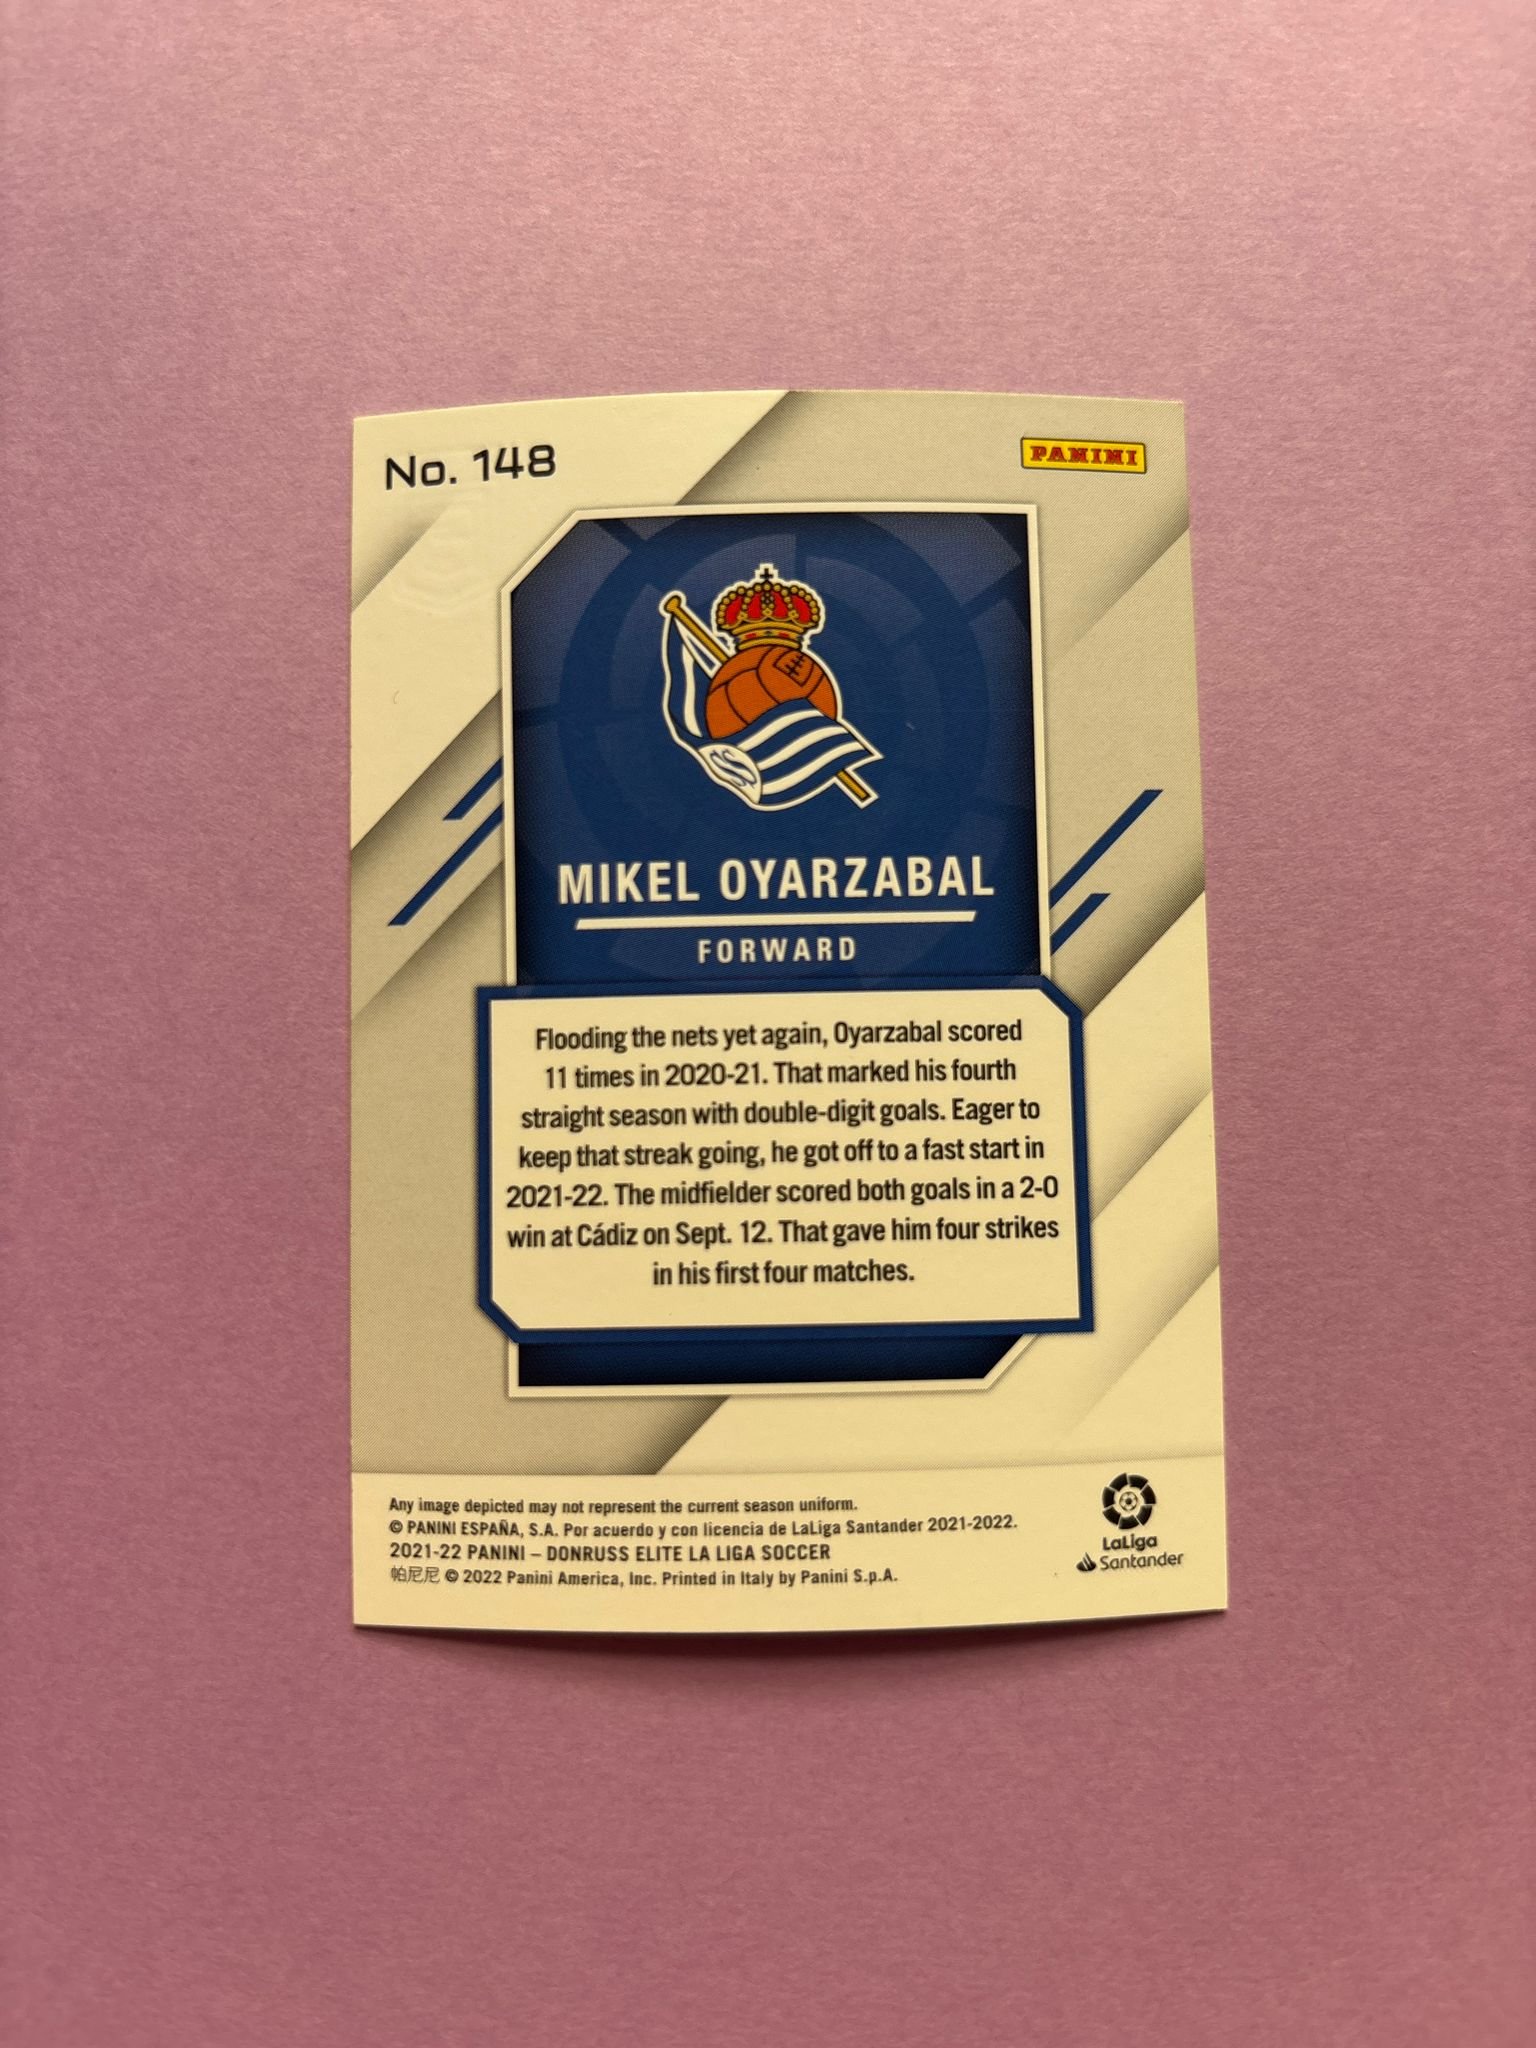 No. 148
PANINI
MIKEL OYARZABAL
FORWARD
Flooding the nets yet again, Oyarzabal scored
11 times in 2020-21. That marked his fourth
straight season with double-digit goals. Eager to
keep that streak going, he got off to a fast start in
2021-22. The midfielder scored both goals in a 2-0
win at Cádiz on Sept. 12. That gave him four strikes
in his first four matches.
Any image depicted may not represent the current season uniform.
© PANINI ESPAÑA, S.A. Por acuerdo y con licencia de LaLiga Santander 2021-2022.
2021-22 PANINI – DONRUSS ELITE LA LIGA SOCCER
帕尼尼 © 2022 Panini America, Inc. Printed in Italy by Panini S.p.A.
LaLiga
Santander